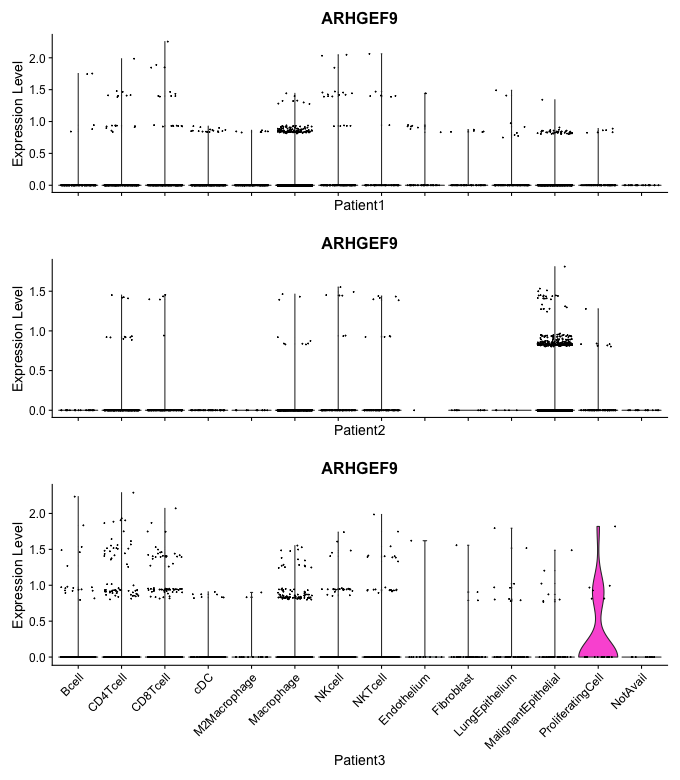 ARHGEF9
Expression Level
2.0
1.5
1.0
0.5
0.0
Patient1
ARHGEF9
Expression Level
1.5
1.0
0.5
0.0
Patient2
ARHGEF9
Expression Level
2.0
1.5
1.0
0.5
0.0
Bcell
CD4Tcell
CD8Tcell
cDC
M2Macrophage
Macrophage
NKcell
NKTcell
Endothelium
Fibroblast
LungEpithelium
MalignantEpithelial
ProliferatingCell
NotAvail
Patient3